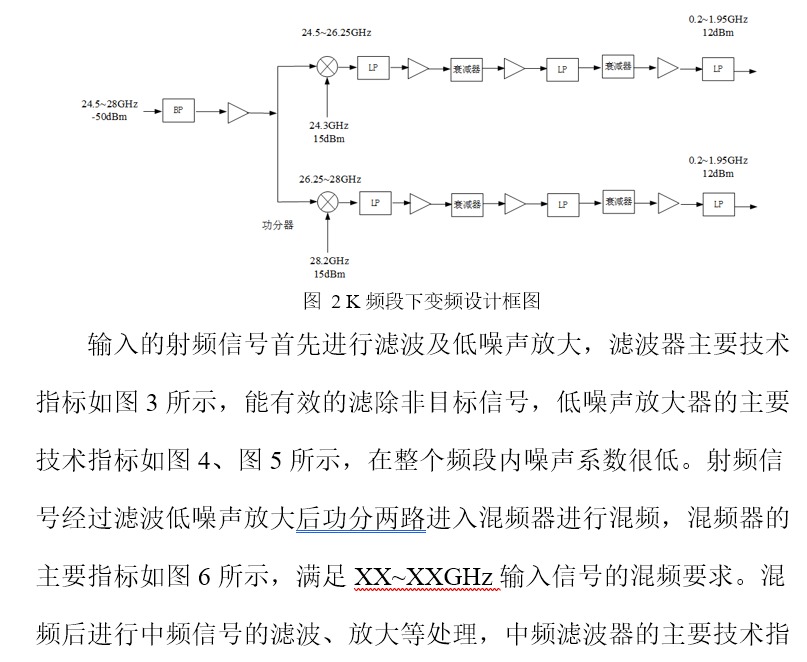 24.5~26.25GHz
0.2~1.95GHz
12dBm
LP
衰减器
LP
衰减器
LP
24.5~28GHz
-50dBm
BP
24.3GHz
15dBm
26.25~28GHz
0.2~1.95GHz
12dBm
LP
衰减器
LP
衰减器
LP
功分器
28.2GHz
15dBm
图 2 K 频段下变频设计框图
输入的射频信号首先进行滤波及低噪声放大，滤波器主要技术
指标如图 3 所示，能有效的滤除非目标信号，低噪声放大器的主要
技术指标如图 4、图 5 所示，在整个频段内噪声系数很低。射频信
号经过滤波低噪声放大后功分两路进入混频器进行混频，混频器的
主要指标如图 6 所示，满足 XX~XXGHz 输入信号的混频要求。混
频后进行中频信号的滤波、放大等处理，中频滤波器的主要技术指